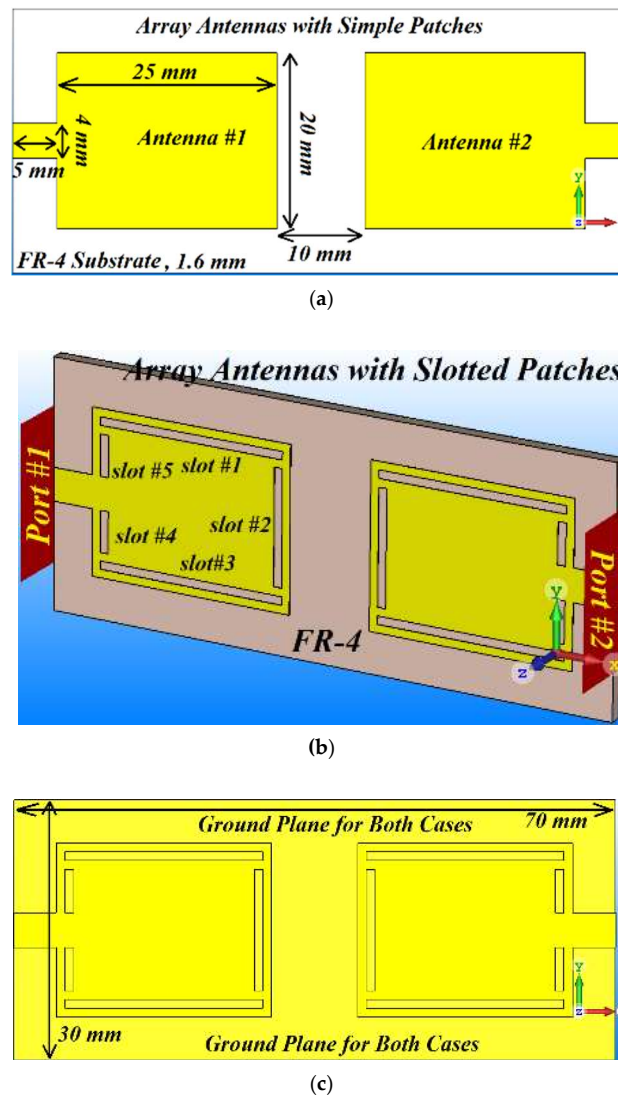 Array Antennas with Simple Patches
25 mm
4 mm
20 mm
Antenna #1
Antenna #2
5 mm
y
z
10 mm
FR-4 Substrate , 1.6 mm
(a)
Array Antennas with Slotted Patches
Port #1
slot #5 slot #1
slot #4
slot #2
slot#3
Port #2
FR-4
y
z
x
(b)
Ground Plane for Both Cases
70 mm
y
z
30 mm
Ground Plane for Both Cases
(c)